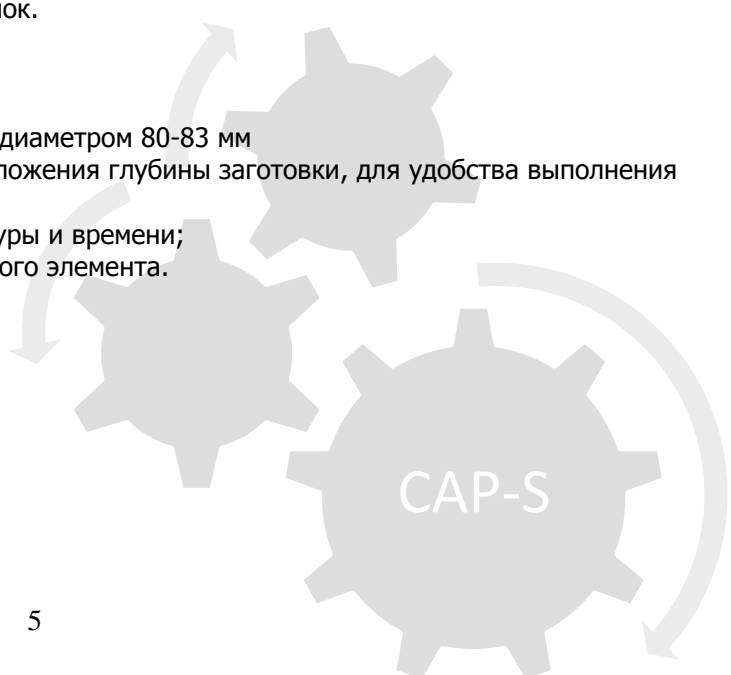 ок.
диаметром 80-83 мм
ложения глубины заготовки, для удобства выполнения
уры и времени;
ого элемента.
CAP-S
5